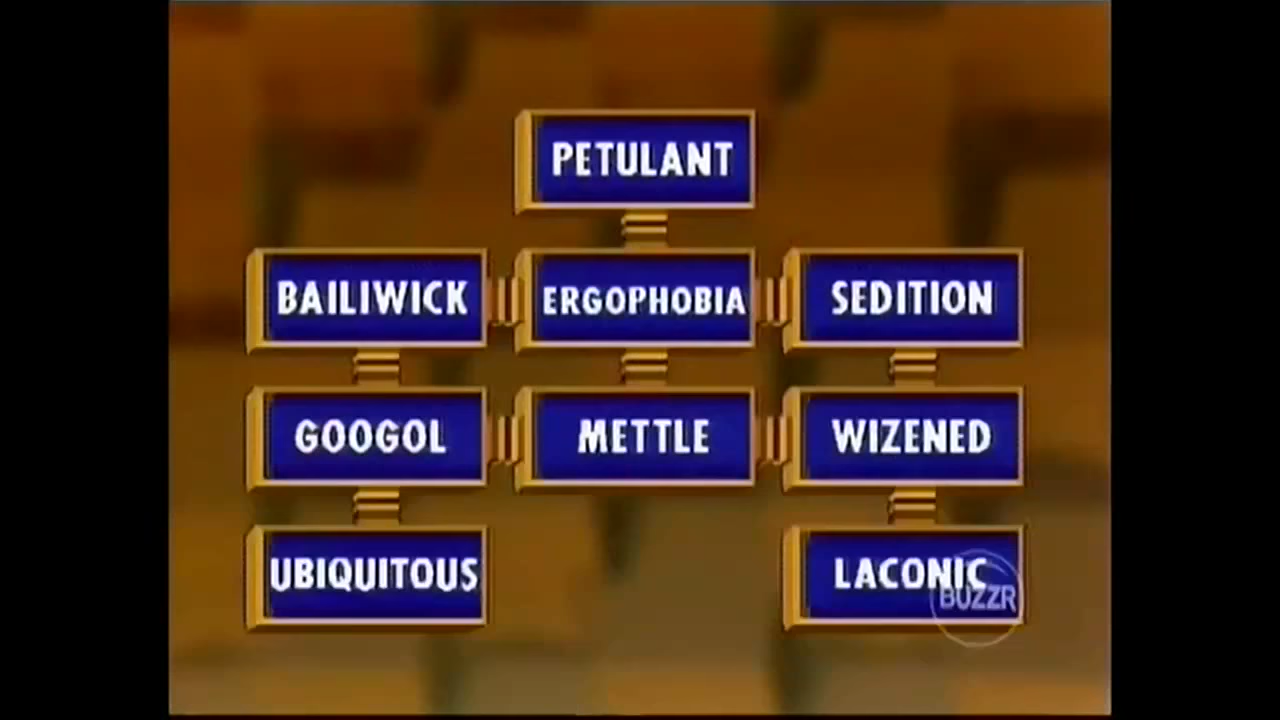 PETULANT
BAILIWICK ERGOPHOBIA SEDITION
GOOGOL METTLE WIZENED
UBIQUITOUS LACONIC
BUZZR